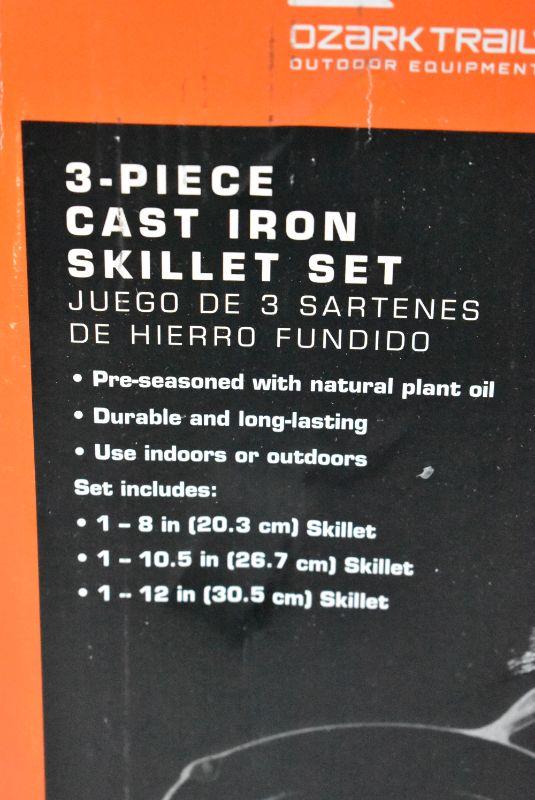 OZARK TRAIL
OUTDOOR EQUIPMENT
3-PIECE
CAST IRON
SKILLET SET
JUEGO DE 3 SARTENES
DE HIERRO FUNDIDO
• Pre-seasoned with natural plant oil
• Durable and long-lasting
• Use indoors or outdoors
Set includes:
• 1 – 8 in (20.3 cm) Skillet
• 1 – 10.5 in (26.7 cm) Skillet
• 1 – 12 in (30.5 cm) Skillet